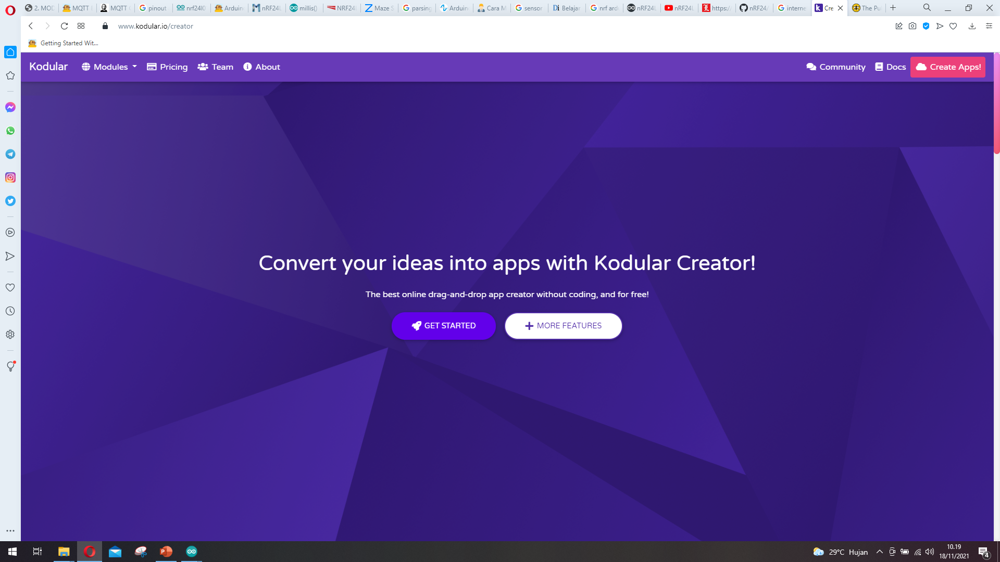 2. MOD
MQTT E
MQTT
pinout
nrf24l0
Arduin
nRF24L
millis()
NRF24L
Maze S
parsing
Arduin
Cara M
sensor
Di Belajar
nrf ard
nRF24L
nRF24L
https:/
nRF24/
interne
Cre
The Pu
www.kodular.io/creator
Getting Started Wit...
Kodular
Modules
Pricing
Team
About
Community
Docs
Create Apps!
Convert your ideas into apps with Kodular Creator!
The best online drag-and-drop app creator without coding, and for free!
GET STARTED
MORE FEATURES
29°C Hujan
10.19
18/11/2021
4